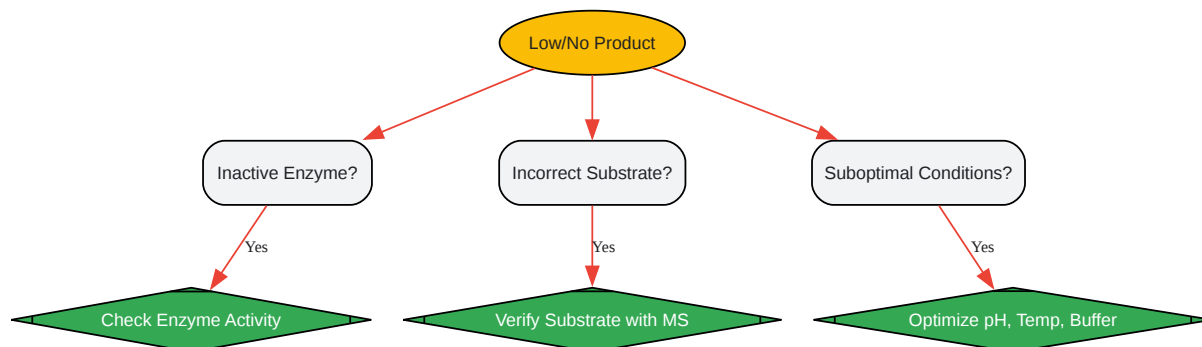 Low/No Product
Inactive Enzyme?
Incorrect Substrate?
Suboptimal Conditions?
Yes
Yes
Yes
Check Enzyme Activity
Verify Substrate with MS
Optimize pH, Temp, Buffer